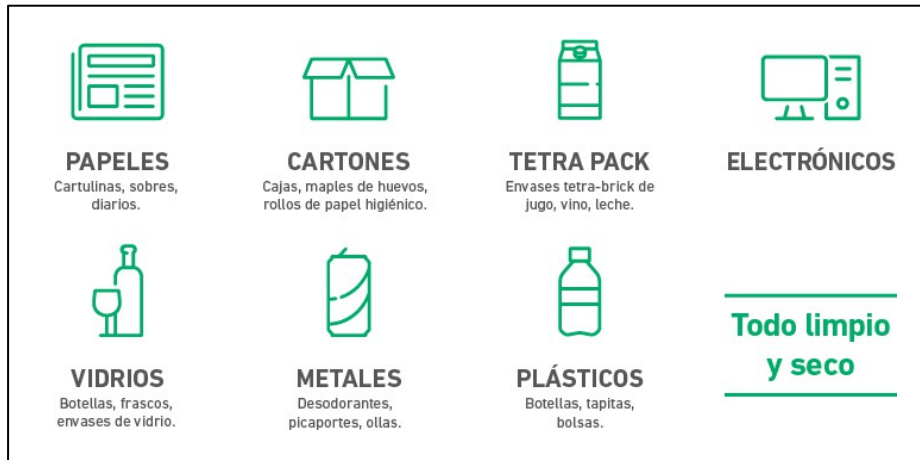 PAPELES
Cartulinas, sobres,
diarios.
CARTONES
Cajas, maples de huevos,
rollos de papel higiénico.
TETRA PACK
Envases tetra-brick de
jugo, vino, leche.
ELECTRÓNICOS
VIDRIOS
Botellas, frascos,
envases de vidrio.
METALES
Desodorantes,
picaportes, ollas.
PLÁSTICOS
Botellas, tapitas,
bolsas.
Todo limpio
y seco